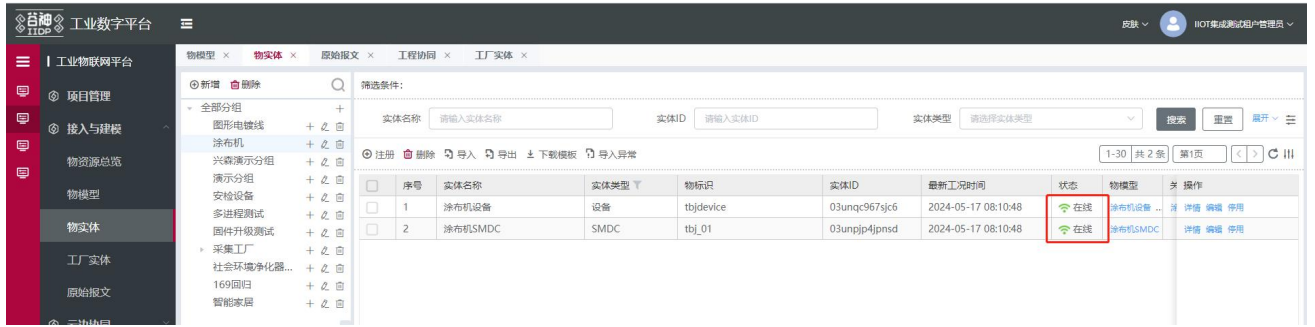 谷神 IIDP 工业数字平台 皮肤 IIOT集成测试租户管理员
工业物联网平台 物模型 × 物实体 × 原始报文 × 工程协同 × 工厂实体 ×
项目管理
接入与建模
物资源总览
物模型
物实体
工厂实体
原始报文
云边协同
新增 删除
全部分组
图形电镀线
涂布机
兴森演示分组
演示分组
安检设备
多进程测试
固件升级测试
采集工厂
社会环境净化器...
169回归
智能家居
筛选条件:
实体名称 请输入实体名称 实体ID 请输入实体ID 实体类型 请选择实体类型 搜索 重置 展开
注册 删除 导入 导出 下载模板 导入异常 1-30 共 2 条 第1页 < >
序号 实体名称 实体类型 物标识 实体ID 最新工况时间 状态 物模型 操作
1 涂布机设备 设备 tbjdevice 03unqc967sjc6 2024-05-17 08:10:48 在线 涂布机设备 .. 详情 编辑 停用
2 涂布机SMDC SMDC tbj_01 03unpjp4jpnsd 2024-05-17 08:10:48 在线 涂布机SMDC 详情 编辑 停用